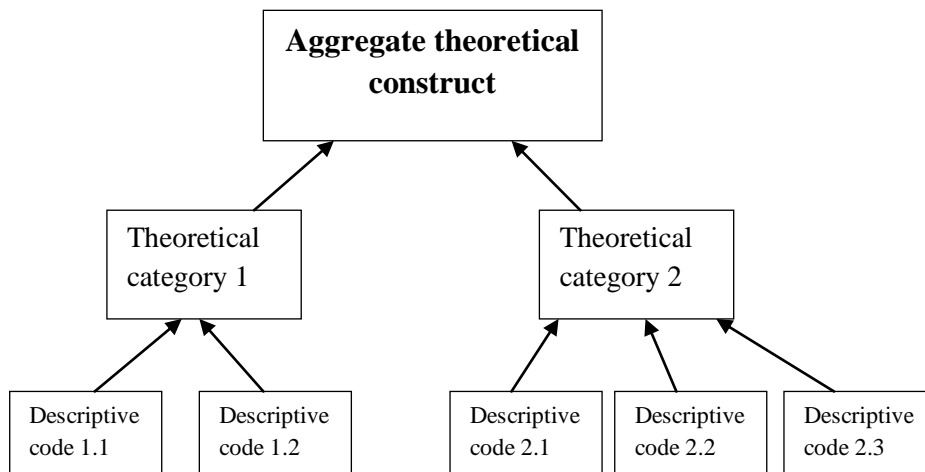 Aggregate theoretical
construct
Theoretical
category 1
Theoretical
category 2
Descriptive
code 1.1
Descriptive
code 1.2
Descriptive
code 2.1
Descriptive
code 2.2
Descriptive
code 2.3